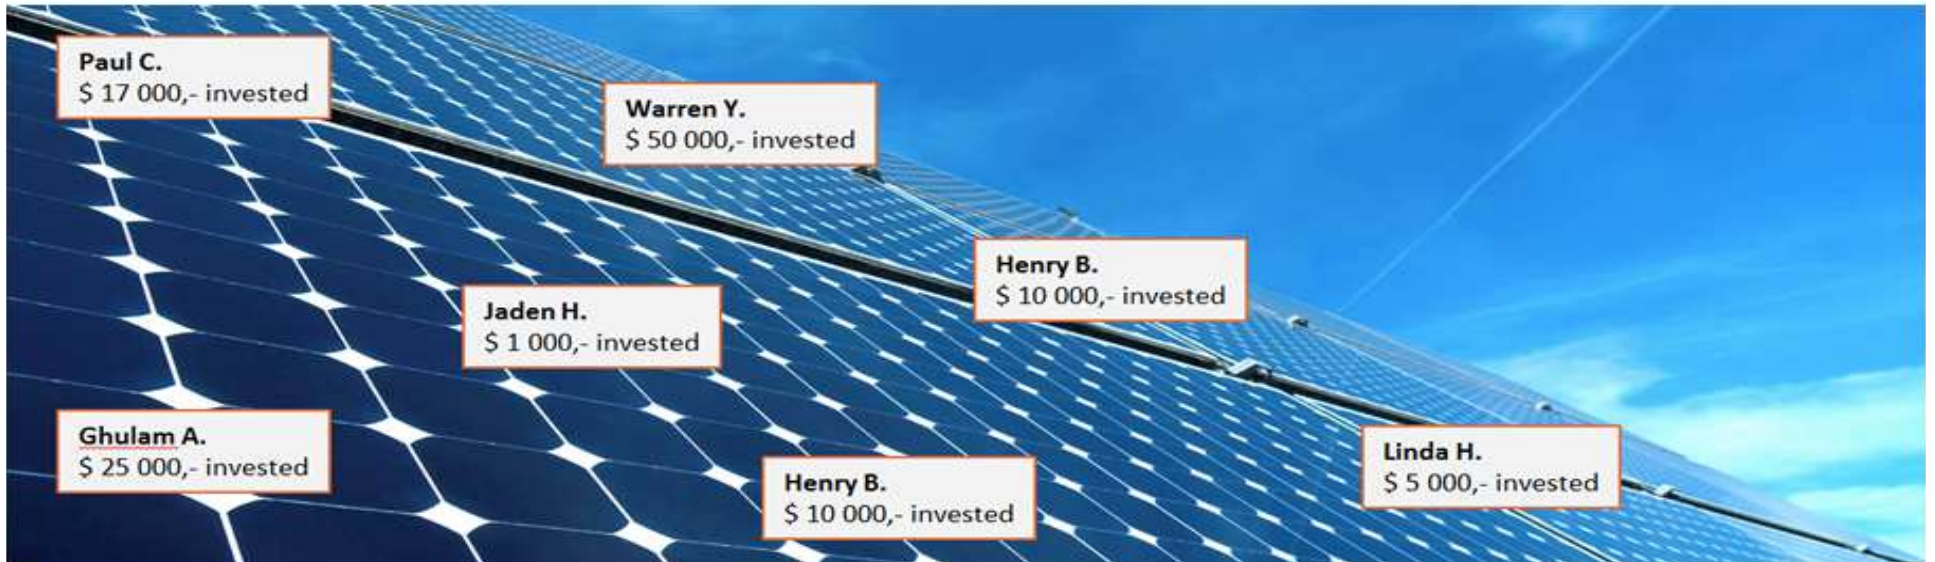 Paul C.
$ 17 000,- invested
Warren Y.
$ 50 000,- invested
Henry B.
$ 10 000,- invested
Jaden H.
$ 1 000,- invested
Ghulam A.
$ 25 000,- invested
Henry B.
$ 10 000,- invested
Linda H.
$ 5 000,- invested